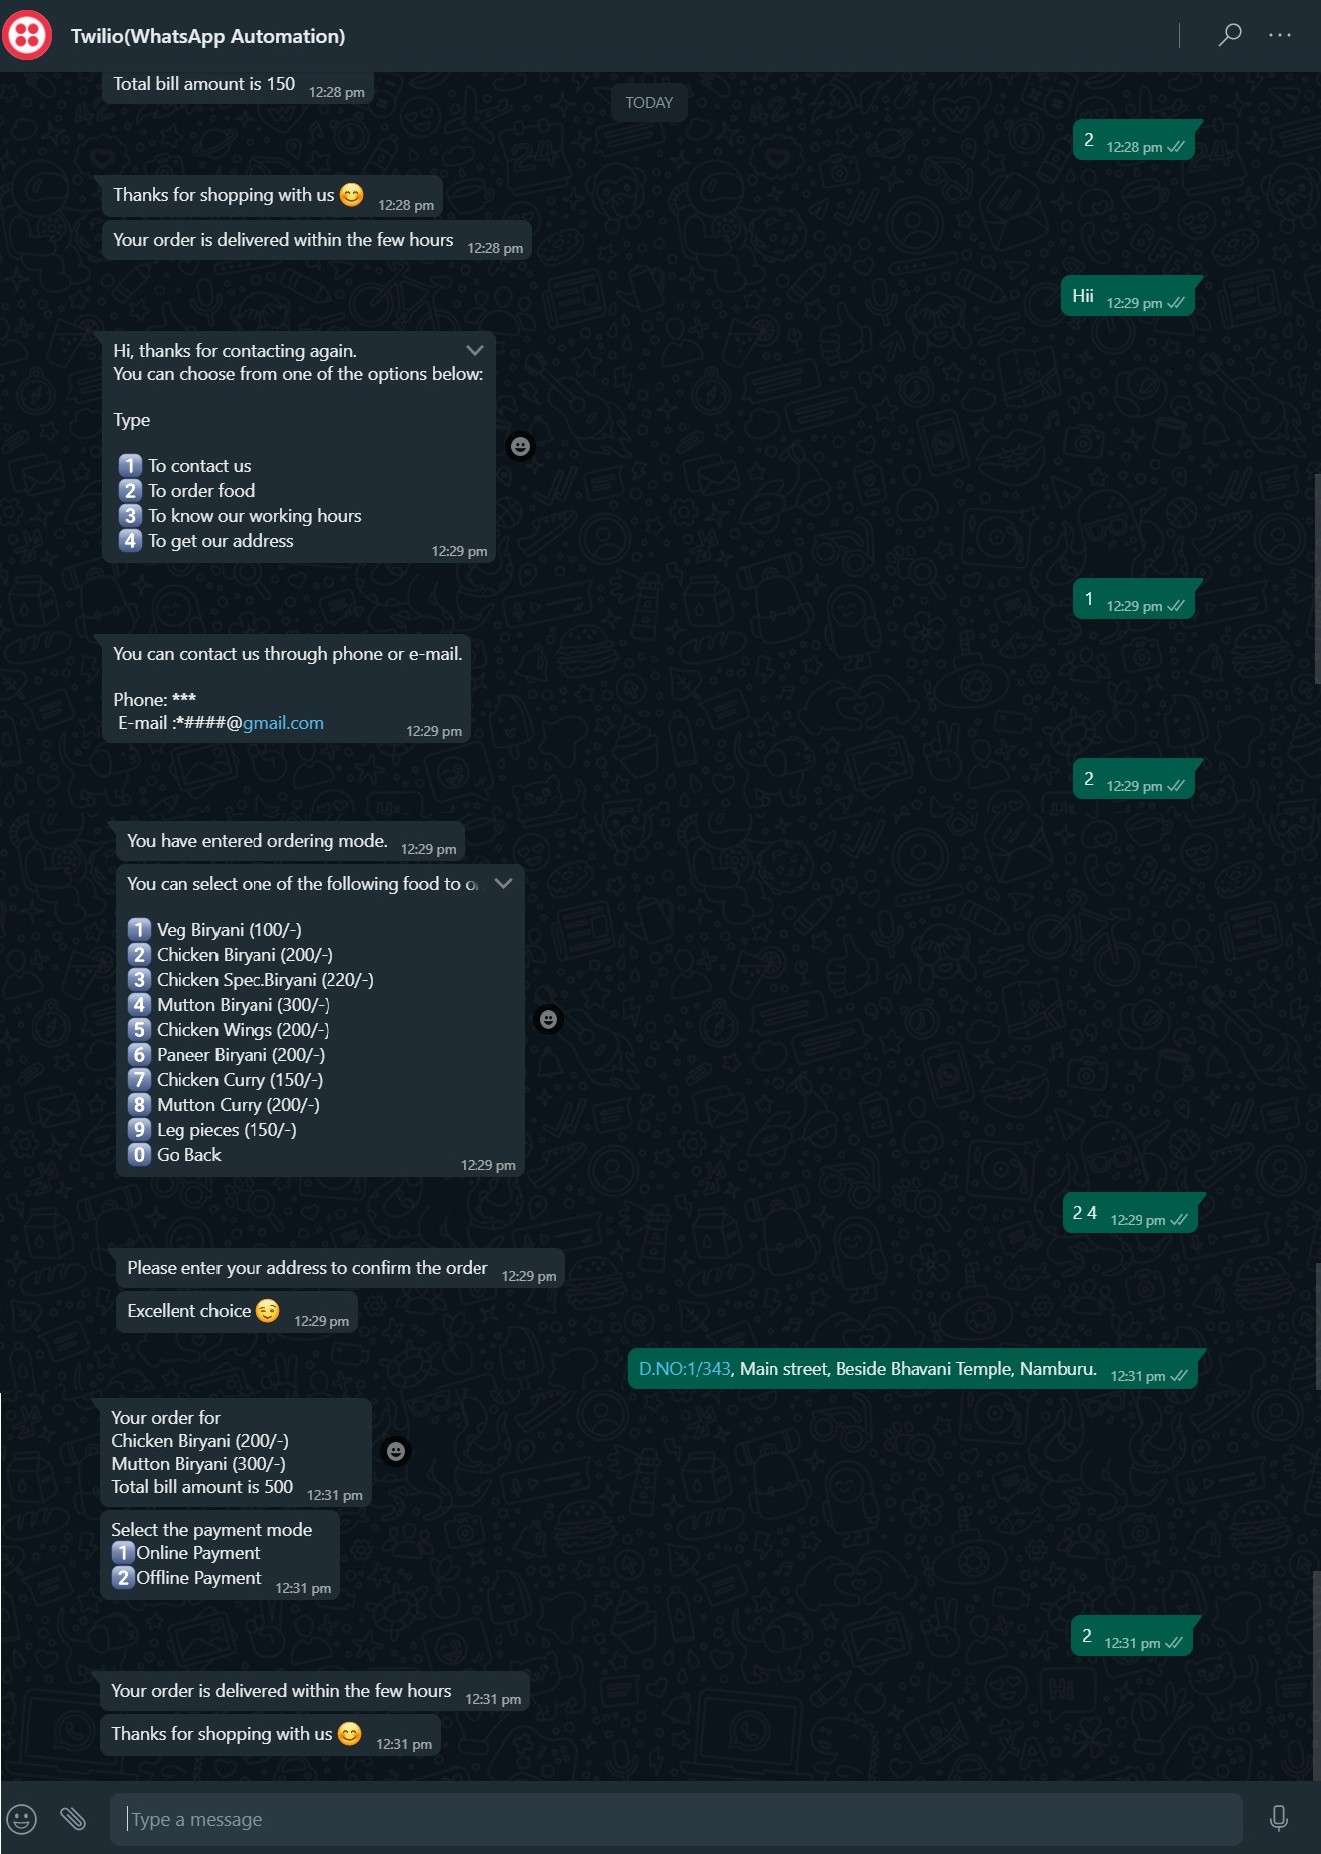 Twilio(WhatsApp Automation)
Total bill amount is 150 12:28 pm
TODAY
2 12:28 pm
Thanks for shopping with us 😊 12:28 pm
Your order is delivered within the few hours 12:28 pm
Hii 12:29 pm
Hi, thanks for contacting again.
You can choose from one of the options below:
Type
1️⃣ To contact us
2️⃣ To order food
3️⃣ To know our working hours
4️⃣ To get our address
12:29 pm
1 12:29 pm
You can contact us through phone or e-mail.
Phone: ***
E-mail :*####@gmail.com 12:29 pm
2 12:29 pm
You have entered ordering mode. 12:29 pm
You can select one of the following food to
1️⃣ Veg Biryani (100/-)
2️⃣ Chicken Biryani (200/-)
3️⃣ Chicken Spec.Biryani (220/-)
4️⃣ Mutton Biryani (300/-)
5️⃣ Chicken Wings (200/-)
6️⃣ Paneer Biryani (200/-)
7️⃣ Chicken Curry (150/-)
8️⃣ Mutton Curry (200/-)
9️⃣ Leg pieces (150/-)
0️⃣ Go Back
12:29 pm
2 4 12:29 pm
Please enter your address to confirm the order 12:29 pm
Excellent choice 😉 12:29 pm
D.NO:1/343, Main street, Beside Bhavani Temple, Namburu. 12:31 pm
Your order for
Chicken Biryani (200/-)
Mutton Biryani (300/-)
Total bill amount is 500 12:31 pm
Select the payment mode
1️⃣Online Payment
2️⃣Offline Payment 12:31 pm
2 12:31 pm
Your order is delivered within the few hours 12:31 pm
Thanks for shopping with us 😊 12:31 pm
Type a message